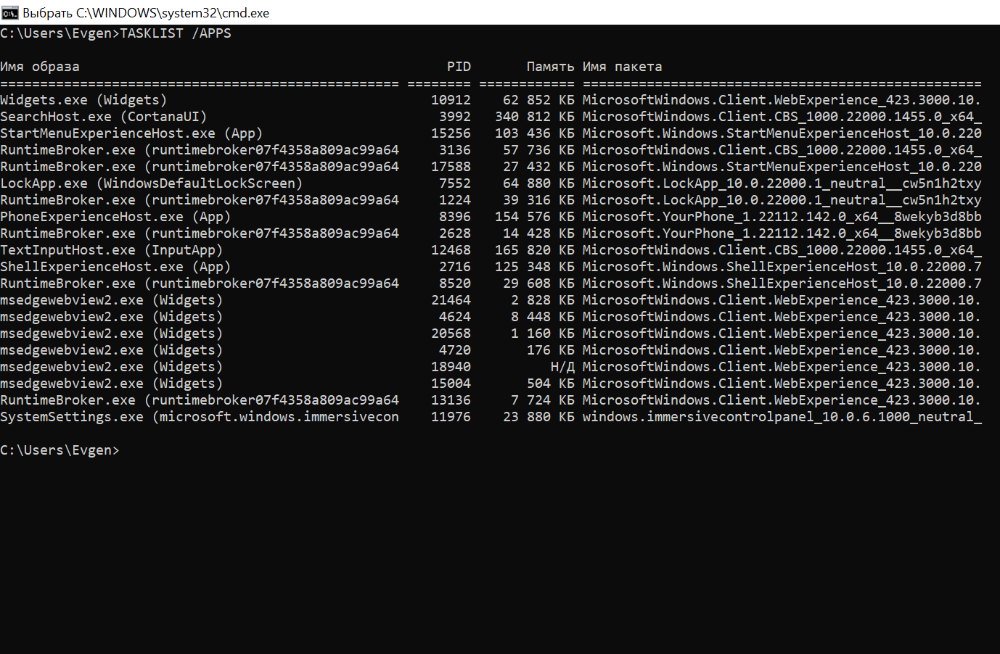 Выбрать C:\WINDOWS\system32\cmd.exe
C:\Users\Evgen>TASKLIST /APPS
Имя образа PID Память Имя пакета
================================================== ======== ============ ==================================================
Widgets.exe (Widgets) 10912 62 852 КБ MicrosoftWindows.Client.WebExperience_423.3000.10.
SearchHost.exe (CortanaUI) 3992 340 812 КБ MicrosoftWindows.Client.CBS_1000.22000.1455.0_x64_
StartMenuExperienceHost.exe (App) 15256 103 436 КБ Microsoft.Windows.StartMenuExperienceHost_10.0.220
RuntimeBroker.exe (runtimebroker07f4358a809ac99a64 3136 57 736 КБ MicrosoftWindows.Client.CBS_1000.22000.1455.0_x64_
RuntimeBroker.exe (runtimebroker07f4358a809ac99a64 17588 27 432 КБ Microsoft.Windows.StartMenuExperienceHost_10.0.220
LockApp.exe (WindowsDefaultLockScreen) 7552 64 880 КБ Microsoft.LockApp_10.0.22000.1_neutral__cw5n1h2txy
RuntimeBroker.exe (runtimebroker07f4358a809ac99a64 1224 39 316 КБ Microsoft.LockApp_10.0.22000.1_neutral__cw5n1h2txy
PhoneExperienceHost.exe (App) 8396 154 576 КБ Microsoft.YourPhone_1.22112.142.0_x64__8wekyb3d8bb
RuntimeBroker.exe (runtimebroker07f4358a809ac99a64 2628 14 428 КБ Microsoft.YourPhone_1.22112.142.0_x64__8wekyb3d8bb
TextInputHost.exe (InputApp) 12468 165 820 КБ MicrosoftWindows.Client.CBS_1000.22000.1455.0_x64_
ShellExperienceHost.exe (App) 2716 125 348 КБ Microsoft.Windows.ShellExperienceHost_10.0.22000.7
RuntimeBroker.exe (runtimebroker07f4358a809ac99a64 8520 29 608 КБ Microsoft.Windows.ShellExperienceHost_10.0.22000.7
msedgewebview2.exe (Widgets) 21464 2 828 КБ MicrosoftWindows.Client.WebExperience_423.3000.10.
msedgewebview2.exe (Widgets) 4624 8 448 КБ MicrosoftWindows.Client.WebExperience_423.3000.10.
msedgewebview2.exe (Widgets) 20568 1 160 КБ MicrosoftWindows.Client.WebExperience_423.3000.10.
msedgewebview2.exe (Widgets) 4720 176 КБ MicrosoftWindows.Client.WebExperience_423.3000.10.
msedgewebview2.exe (Widgets) 18940 Н/Д MicrosoftWindows.Client.WebExperience_423.3000.10.
msedgewebview2.exe (Widgets) 15004 504 КБ MicrosoftWindows.Client.WebExperience_423.3000.10.
RuntimeBroker.exe (runtimebroker07f4358a809ac99a64 13136 7 724 КБ MicrosoftWindows.Client.WebExperience_423.3000.10.
SystemSettings.exe (microsoft.windows.immersivecon 11976 23 880 КБ windows.immersivecontrolpanel_10.0.6.1000_neutral_
C:\Users\Evgen>